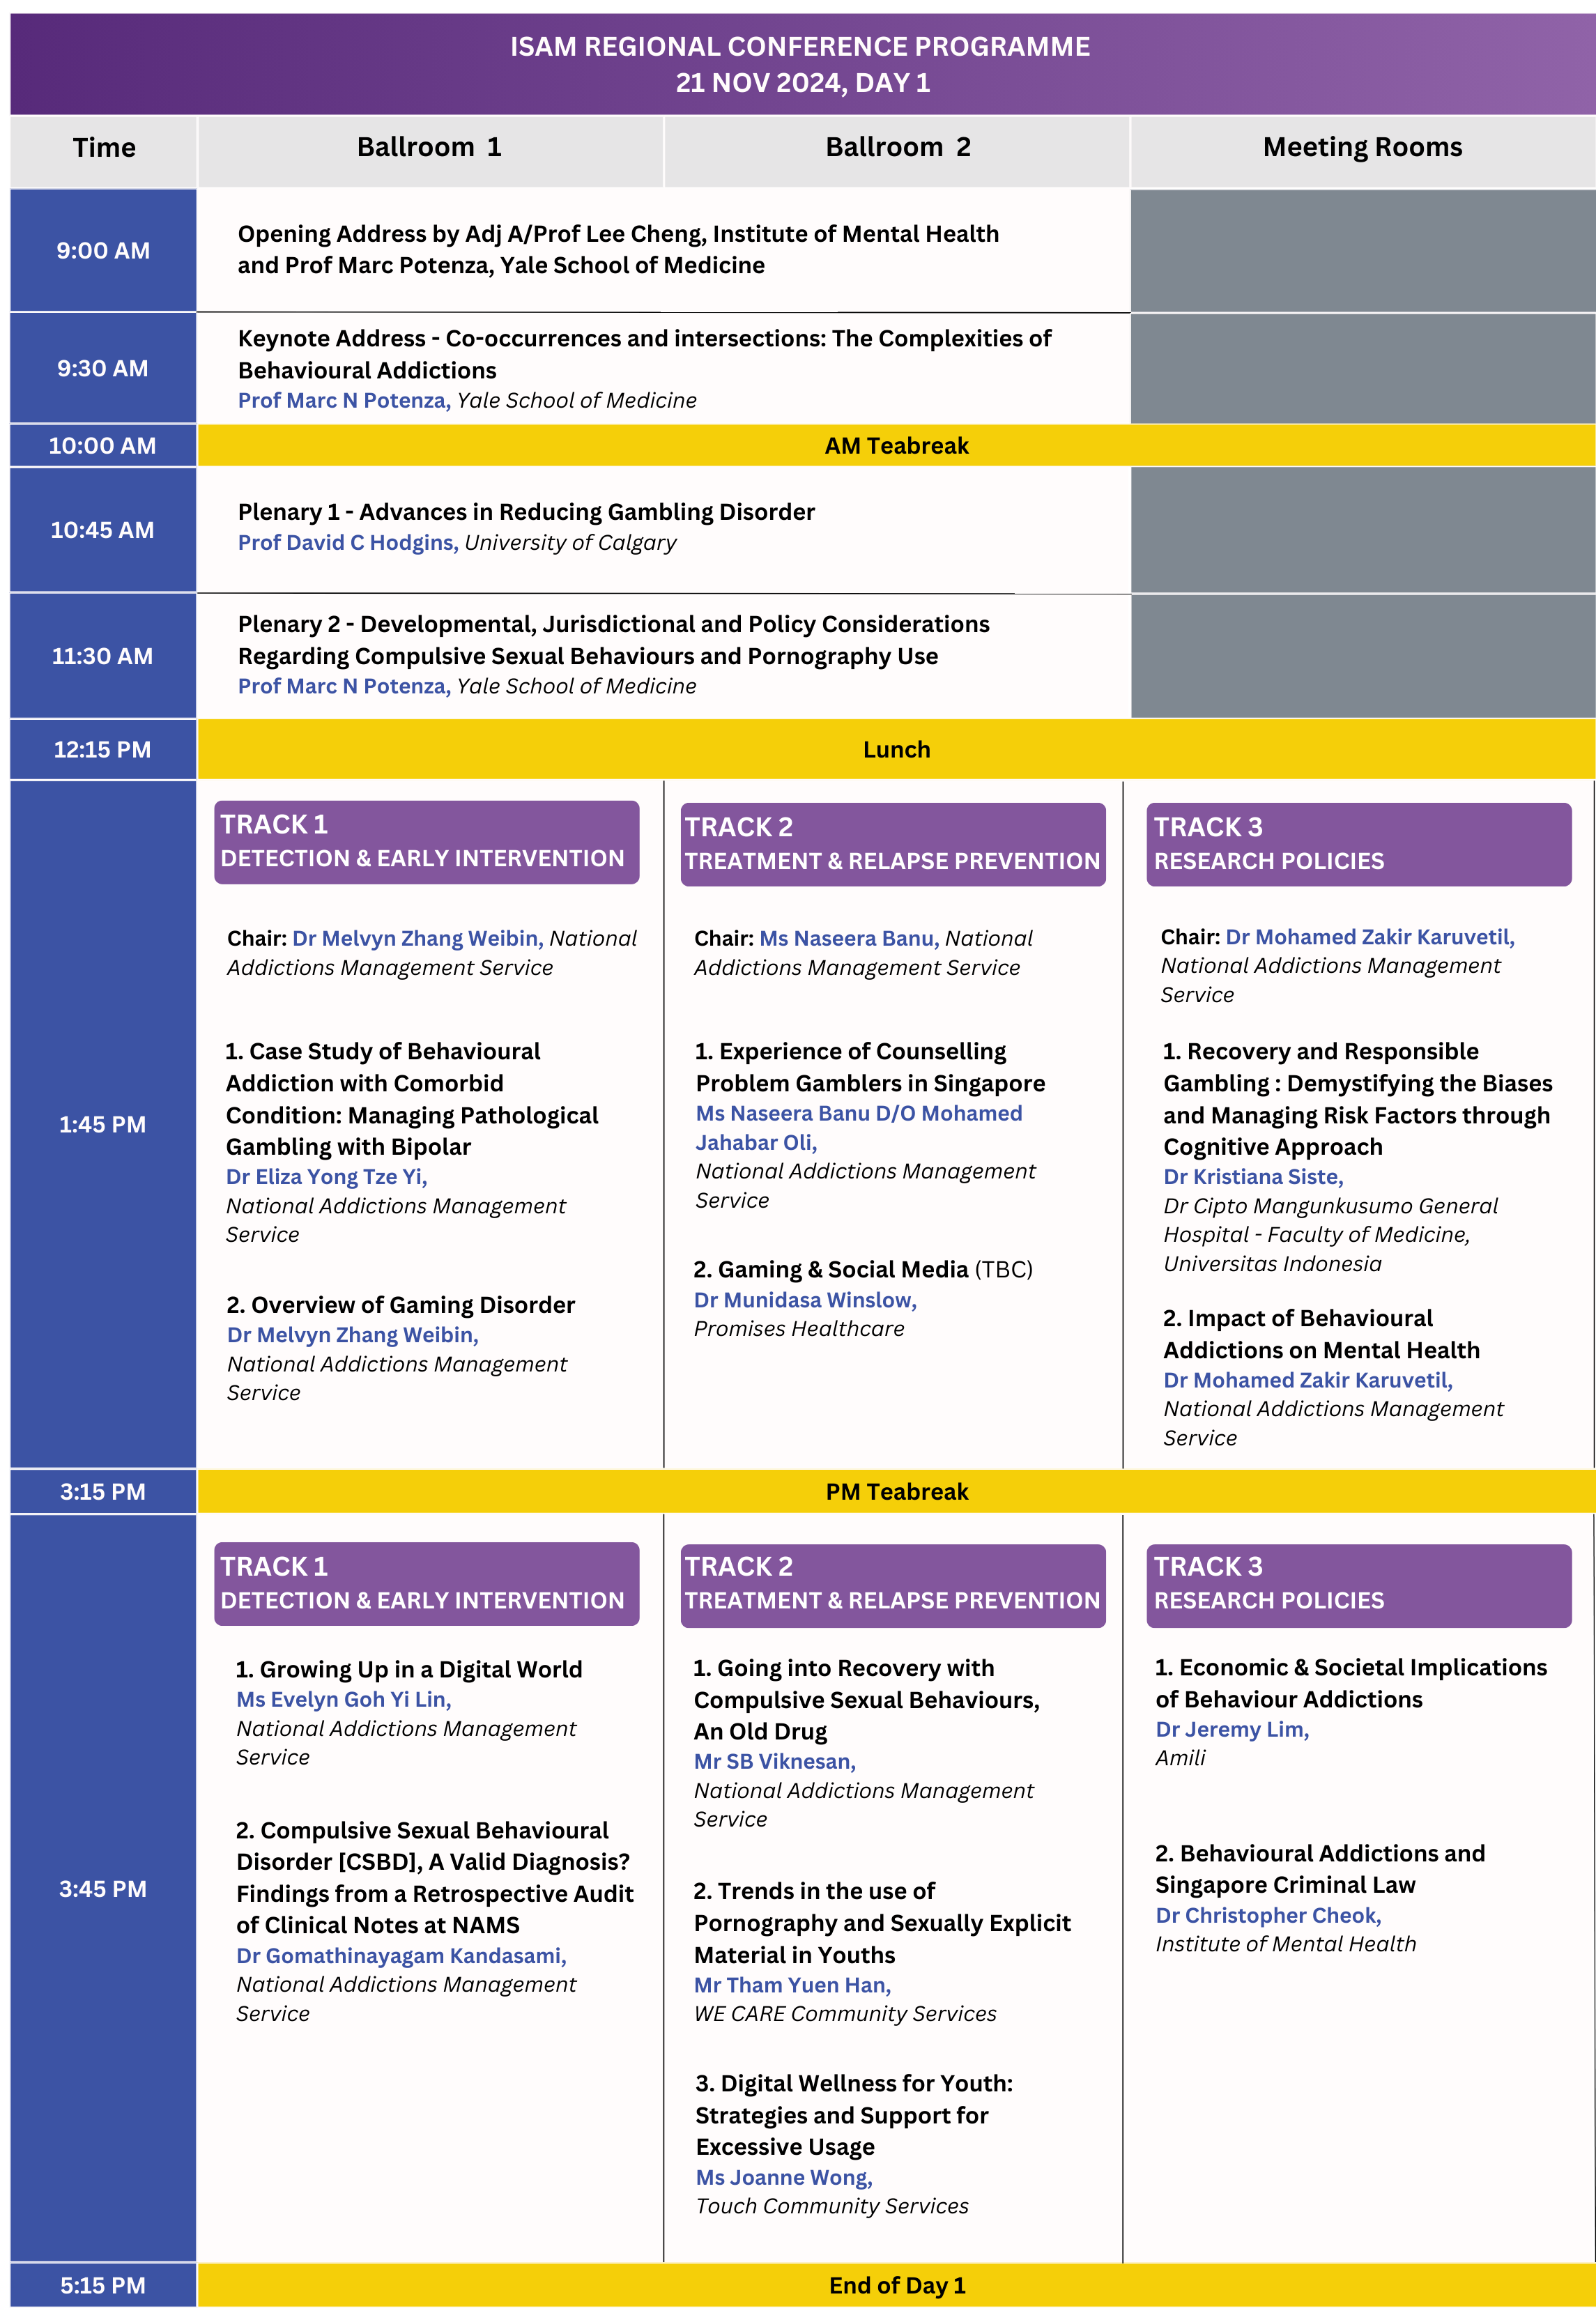 ISAM REGIONAL CONFERENCE PROGRAMME
21 NOV 2024, DAY 1
Time
Ballroom 1
Ballroom 2
Meeting Rooms
9:00 AM
Opening Address by Adj A/Prof Lee Cheng, Institute of Mental Health
and Prof Marc Potenza, Yale School of Medicine
9:30 AM
Keynote Address - Co-occurrences and intersections: The Complexities of
Behavioural Addictions
Prof Marc N Potenza, Yale School of Medicine
10:00 AM
AM Teabreak
10:45 AM
Plenary 1 - Advances in Reducing Gambling Disorder
Prof David C Hodgins, University of Calgary
11:30 AM
Plenary 2 - Developmental, Jurisdictional and Policy Considerations
Regarding Compulsive Sexual Behaviours and Pornography Use
Prof Marc N Potenza, Yale School of Medicine
12:15 PM
Lunch
1:45 PM
TRACK 1
DETECTION & EARLY INTERVENTION
Chair: Dr Melvyn Zhang Weibin, National
Addictions Management Service
1. Case Study of Behavioural
Addiction with Comorbid
Condition: Managing Pathological
Gambling with Bipolar
Dr Eliza Yong Tze Yi,
National Addictions Management
Service
2. Overview of Gaming Disorder
Dr Melvyn Zhang Weibin,
National Addictions Management
Service
TRACK 2
TREATMENT & RELAPSE PREVENTION
Chair: Ms Naseera Banu, National
Addictions Management Service
1. Experience of Counselling
Problem Gamblers in Singapore
Ms Naseera Banu D/O Mohamed
Jahabar Oli,
National Addictions Management
Service
2. Gaming & Social Media (TBC)
Dr Munidasa Winslow,
Promises Healthcare
TRACK 3
RESEARCH POLICIES
Chair: Dr Mohamed Zakir Karuvetil,
National Addictions Management
Service
1. Recovery and Responsible
Gambling : Demystifying the Biases
and Managing Risk Factors through
Cognitive Approach
Dr Kristiana Siste,
Dr Cipto Mangunkusumo General
Hospital - Faculty of Medicine,
Universitas Indonesia
2. Impact of Behavioural
Addictions on Mental Health
Dr Mohamed Zakir Karuvetil,
National Addictions Management
Service
3:15 PM
PM Teabreak
3:45 PM
TRACK 1
DETECTION & EARLY INTERVENTION
1. Growing Up in a Digital World
Ms Evelyn Goh Yi Lin,
National Addictions Management
Service
2. Compulsive Sexual Behavioural
Disorder [CSBD], A Valid Diagnosis?
Findings from a Retrospective Audit
of Clinical Notes at NAMS
Dr Gomathinayagam Kandasami,
National Addictions Management
Service
TRACK 2
TREATMENT & RELAPSE PREVENTION
1. Going into Recovery with
Compulsive Sexual Behaviours,
An Old Drug
Mr SB Viknesan,
National Addictions Management
Service
2. Trends in the use of
Pornography and Sexually Explicit
Material in Youths
Mr Tham Yuen Han,
WE CARE Community Services
3. Digital Wellness for Youth:
Strategies and Support for
Excessive Usage
Ms Joanne Wong,
Touch Community Services
TRACK 3
RESEARCH POLICIES
1. Economic & Societal Implications
of Behaviour Addictions
Dr Jeremy Lim,
Amili
2. Behavioural Addictions and
Singapore Criminal Law
Dr Christopher Cheok,
Institute of Mental Health
5:15 PM
End of Day 1